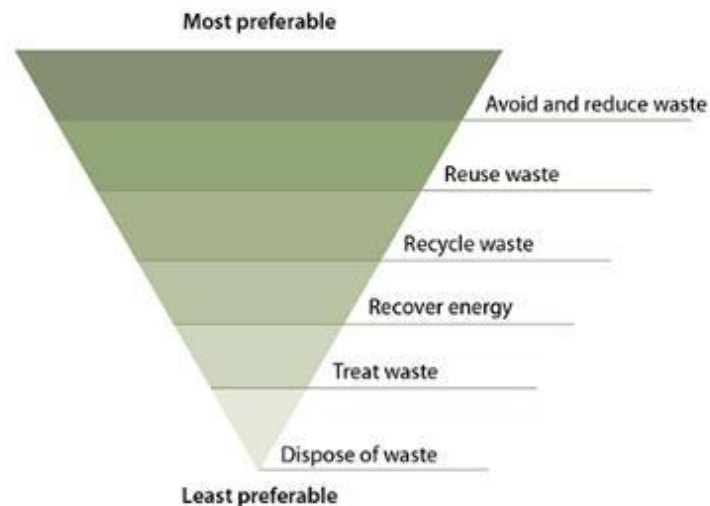 Most preferable
Avoid and reduce waste
Reuse waste
Recycle waste
Recover energy
Treat waste
Dispose of waste
Least preferable